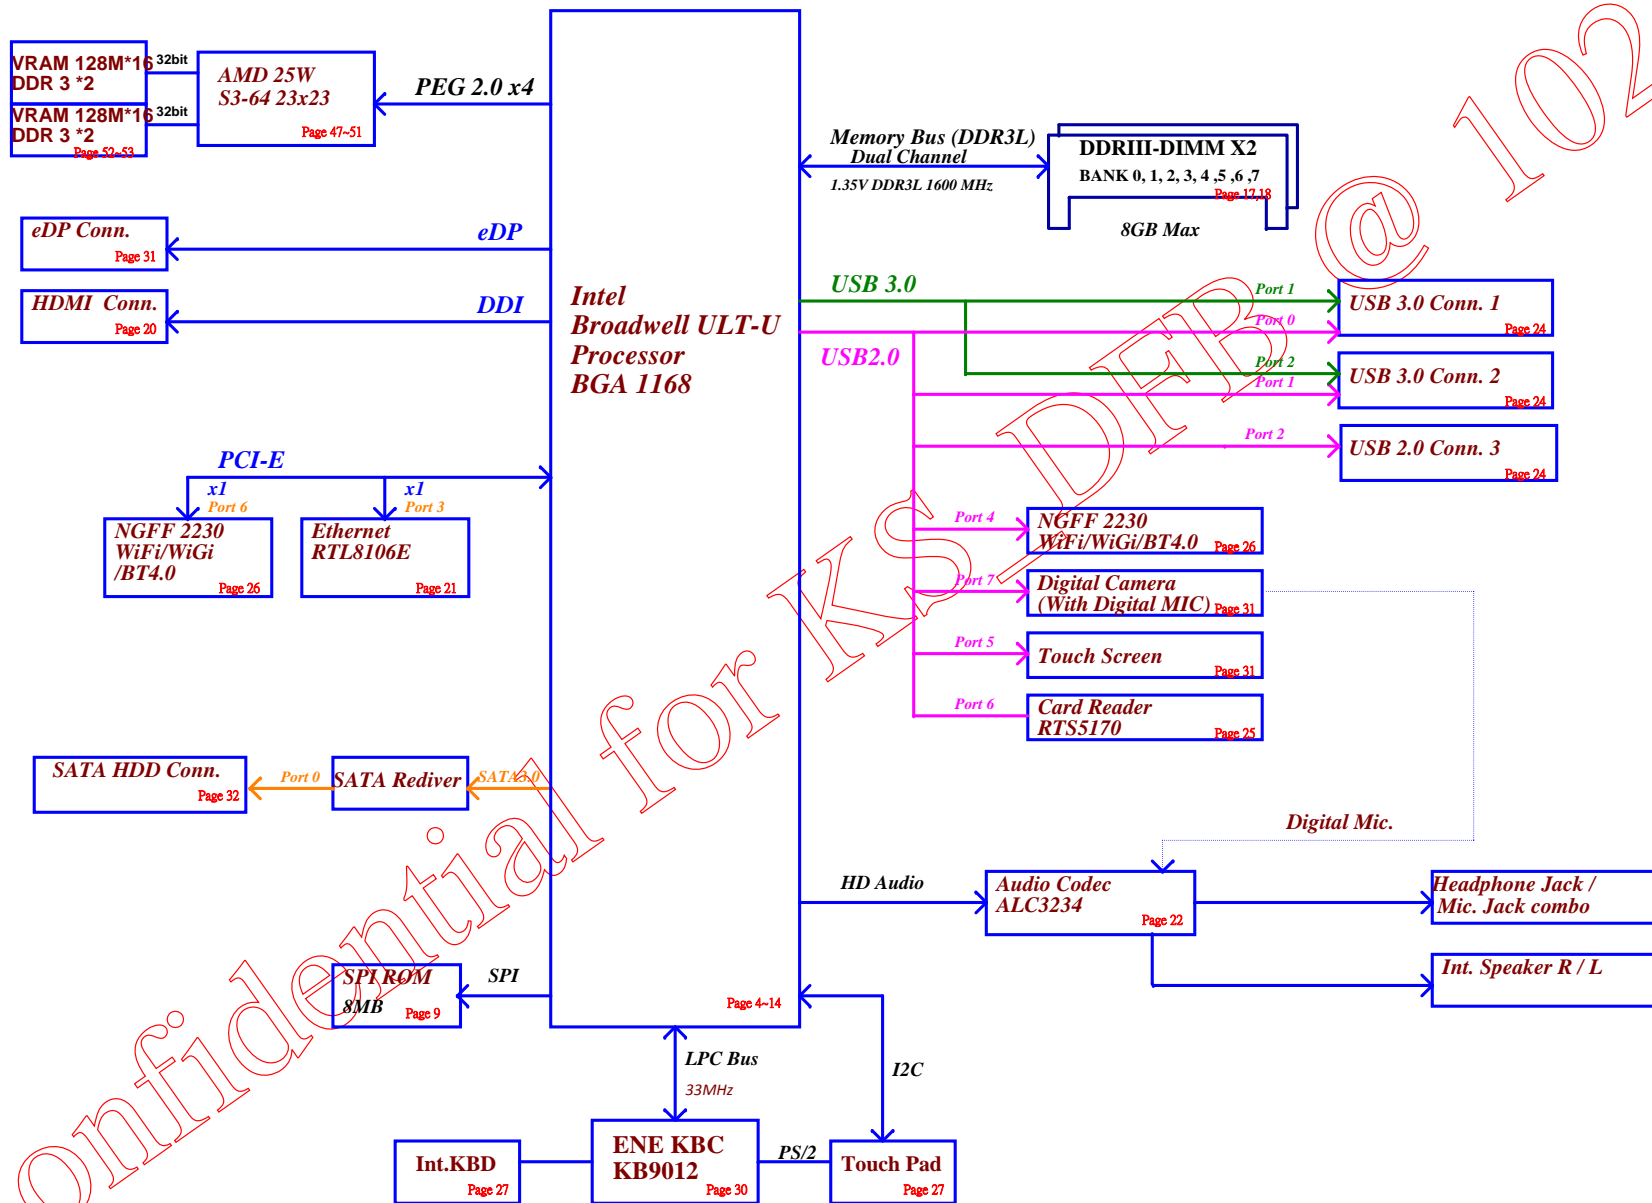 VRAM 128M*16
DDR 3 *2
32bit
VRAM 128M*16
DDR 3 *2
32bit
Page 52~53
AMD 25W
S3-64 23x23
Page 47~51
PEG 2.0 x4
eDP Conn.
Page 31
eDP
HDMI Conn.
Page 20
DDI
Intel
Broadwell ULT-U
Processor
BGA 1168
Page 4~14
Memory Bus (DDR3L)
Dual Channel
1.35V DDR3L 1600 MHz
DDRIII-DIMM X2
BANK 0, 1, 2, 3, 4 ,5 ,6 ,7
Page 17,18
8GB Max
USB 3.0
Port 1
USB 3.0 Conn. 1
Page 24
Port 0
USB2.0
Port 2
USB 3.0 Conn. 2
Page 24
Port 1
Port 2
USB 2.0 Conn. 3
Page 24
PCI-E
x1
Port 6
x1
Port 3
NGFF 2230
WiFi/WiGi
/BT4.0
Page 26
Ethernet
RTL8106E
Page 21
Port 4
NGFF 2230
WiFi/WiGi/BT4.0
Page 26
Port 7
Digital Camera
(With Digital MIC)
Page 31
Port 5
Touch Screen
Page 31
Port 6
Card Reader
RTS5170
Page 25
SATA HDD Conn.
Page 32
Port 0
SATA Rediver
SATA3.0
Digital Mic.
HD Audio
Audio Codec
ALC3234
Page 22
Headphone Jack /
Mic. Jack combo
Int. Speaker R / L
SPI ROM
8MB
Page 9
SPI
LPC Bus
33MHz
I2C
Int.KBD
Page 27
ENE KBC
KB9012
Page 30
PS/2
Touch Pad
Page 27
onfidential for KS_DFB @ 102